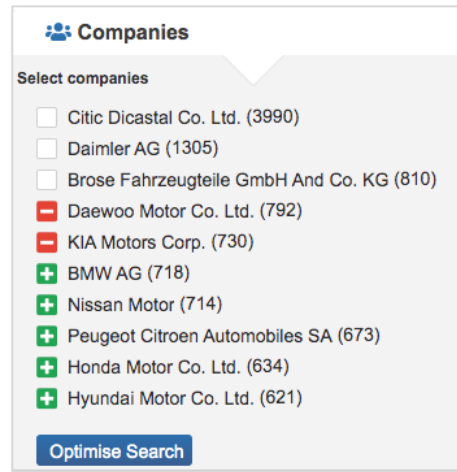 Companies
Select companies
Citic Dicastal Co. Ltd. (3990)
Daimler AG (1305)
Brose Fahrzeugteile GmbH And Co. KG (810)
Daewoo Motor Co. Ltd. (792)
KIA Motors Corp. (730)
BMW AG (718)
Nissan Motor (714)
Peugeot Citroen Automobiles SA (673)
Honda Motor Co. Ltd. (634)
Hyundai Motor Co. Ltd. (621)
Optimise Search